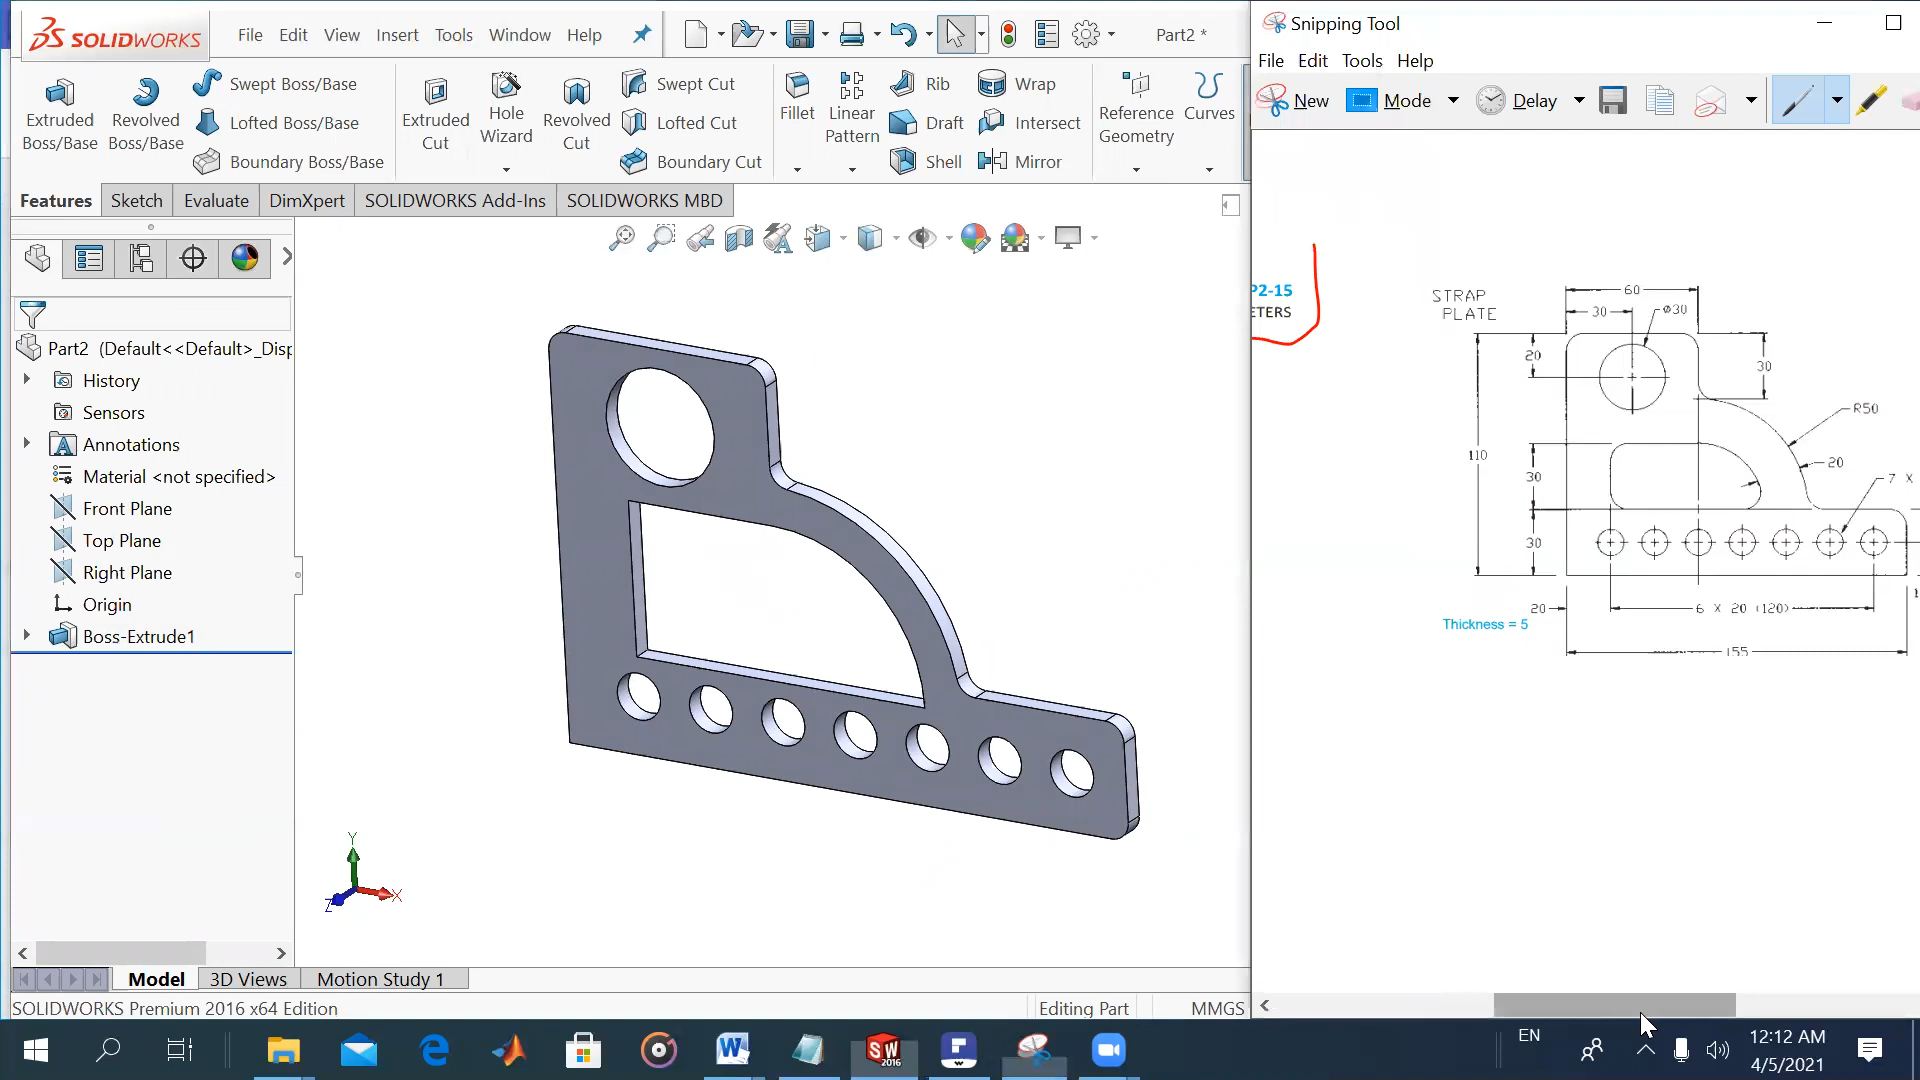 SOLIDWORKS
File Edit View Insert Tools Window Help
Part2 *
Extruded Boss/Base
Revolved Boss/Base
Swept Boss/Base
Lofted Boss/Base
Boundary Boss/Base
Extruded Cut
Hole Wizard
Revolved Cut
Swept Cut
Lofted Cut
Boundary Cut
Fillet
Linear Pattern
Rib
Draft
Shell
Wrap
Intersect
Mirror
Reference Geometry
Curves
Features Sketch Evaluate DimXpert SOLIDWORKS Add-Ins SOLIDWORKS MBD
Part2 (Default<<Default>_Disp
History
Sensors
Annotations
Material <not specified>
Front Plane
Top Plane
Right Plane
Origin
Boss-Extrude1
Y
X
Z
Model 3D Views Motion Study 1
SOLIDWORKS Premium 2016 x64 Edition
Editing Part
MMGS
Snipping Tool
File Edit Tools Help
New Mode Delay
P2-15
ETERS
STRAP
PLATE
60
30
Ø30
20
30
R50
110
20
30
7 X
30
20
6 X 20 (120)
Thickness = 5
155
SW
2016
EN
12:12 AM
4/5/2021